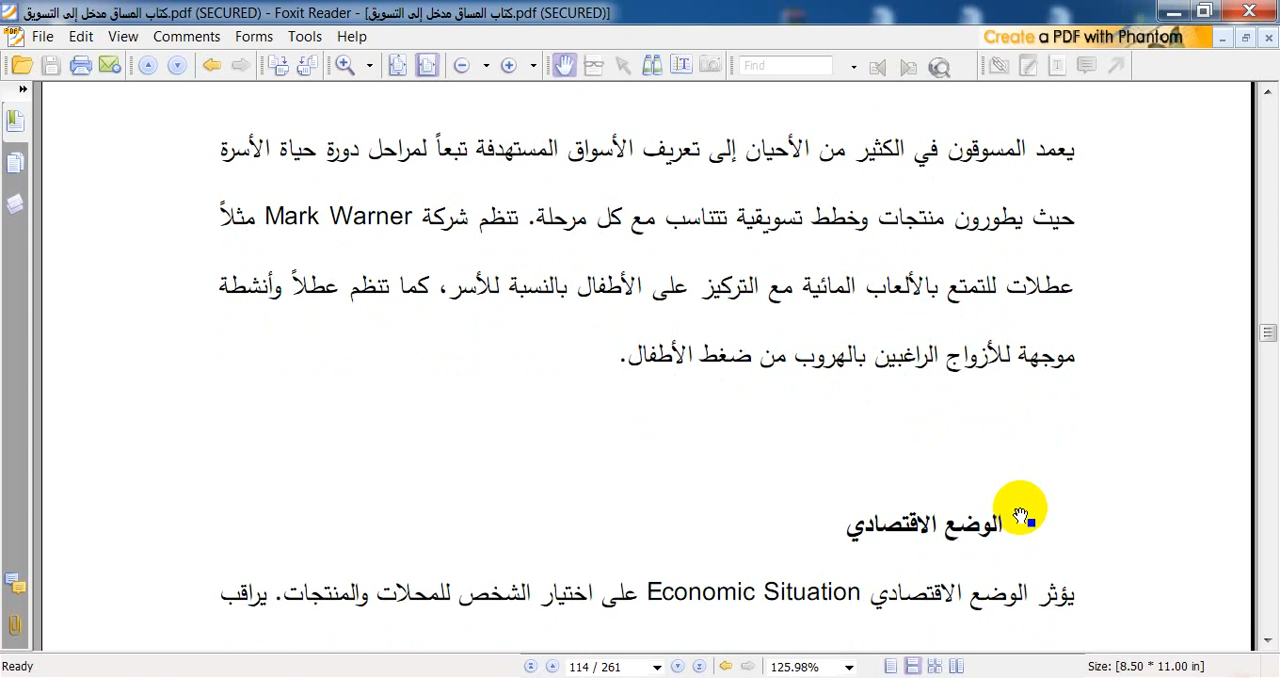 كتاب المساق مدخل إلى التسويق.pdf (SECURED) - Foxit Reader - [كتاب المساق مدخل إلى التسويق.pdf (SECURED)]
File Edit View Comments Forms Tools Help
Create a PDF with Phantom
Find
يعمد المسوقون في الكثير من الأحيان إلى تعريف الأسواق المستهدفة تبعاً لمراحل دورة حياة الأسرة
حيث يطورون منتجات وخطط تسويقية تتناسب مع كل مرحلة. تنظم شركة Mark Warner مثلاً
عطلات للتمتع بالألعاب المائية مع التركيز على الأطفال بالنسبة للأسر، كما تنظم عطلاً وأنشطة
موجهة للأزواج الراغبين بالهروب من ضغط الأطفال.
الوضع الاقتصادي
يؤثر الوضع الاقتصادي Economic Situation على اختيار الشخص للمحلات والمنتجات. يراقب
Ready 114 / 261 125.98% Size: [8.50 * 11.00 in]